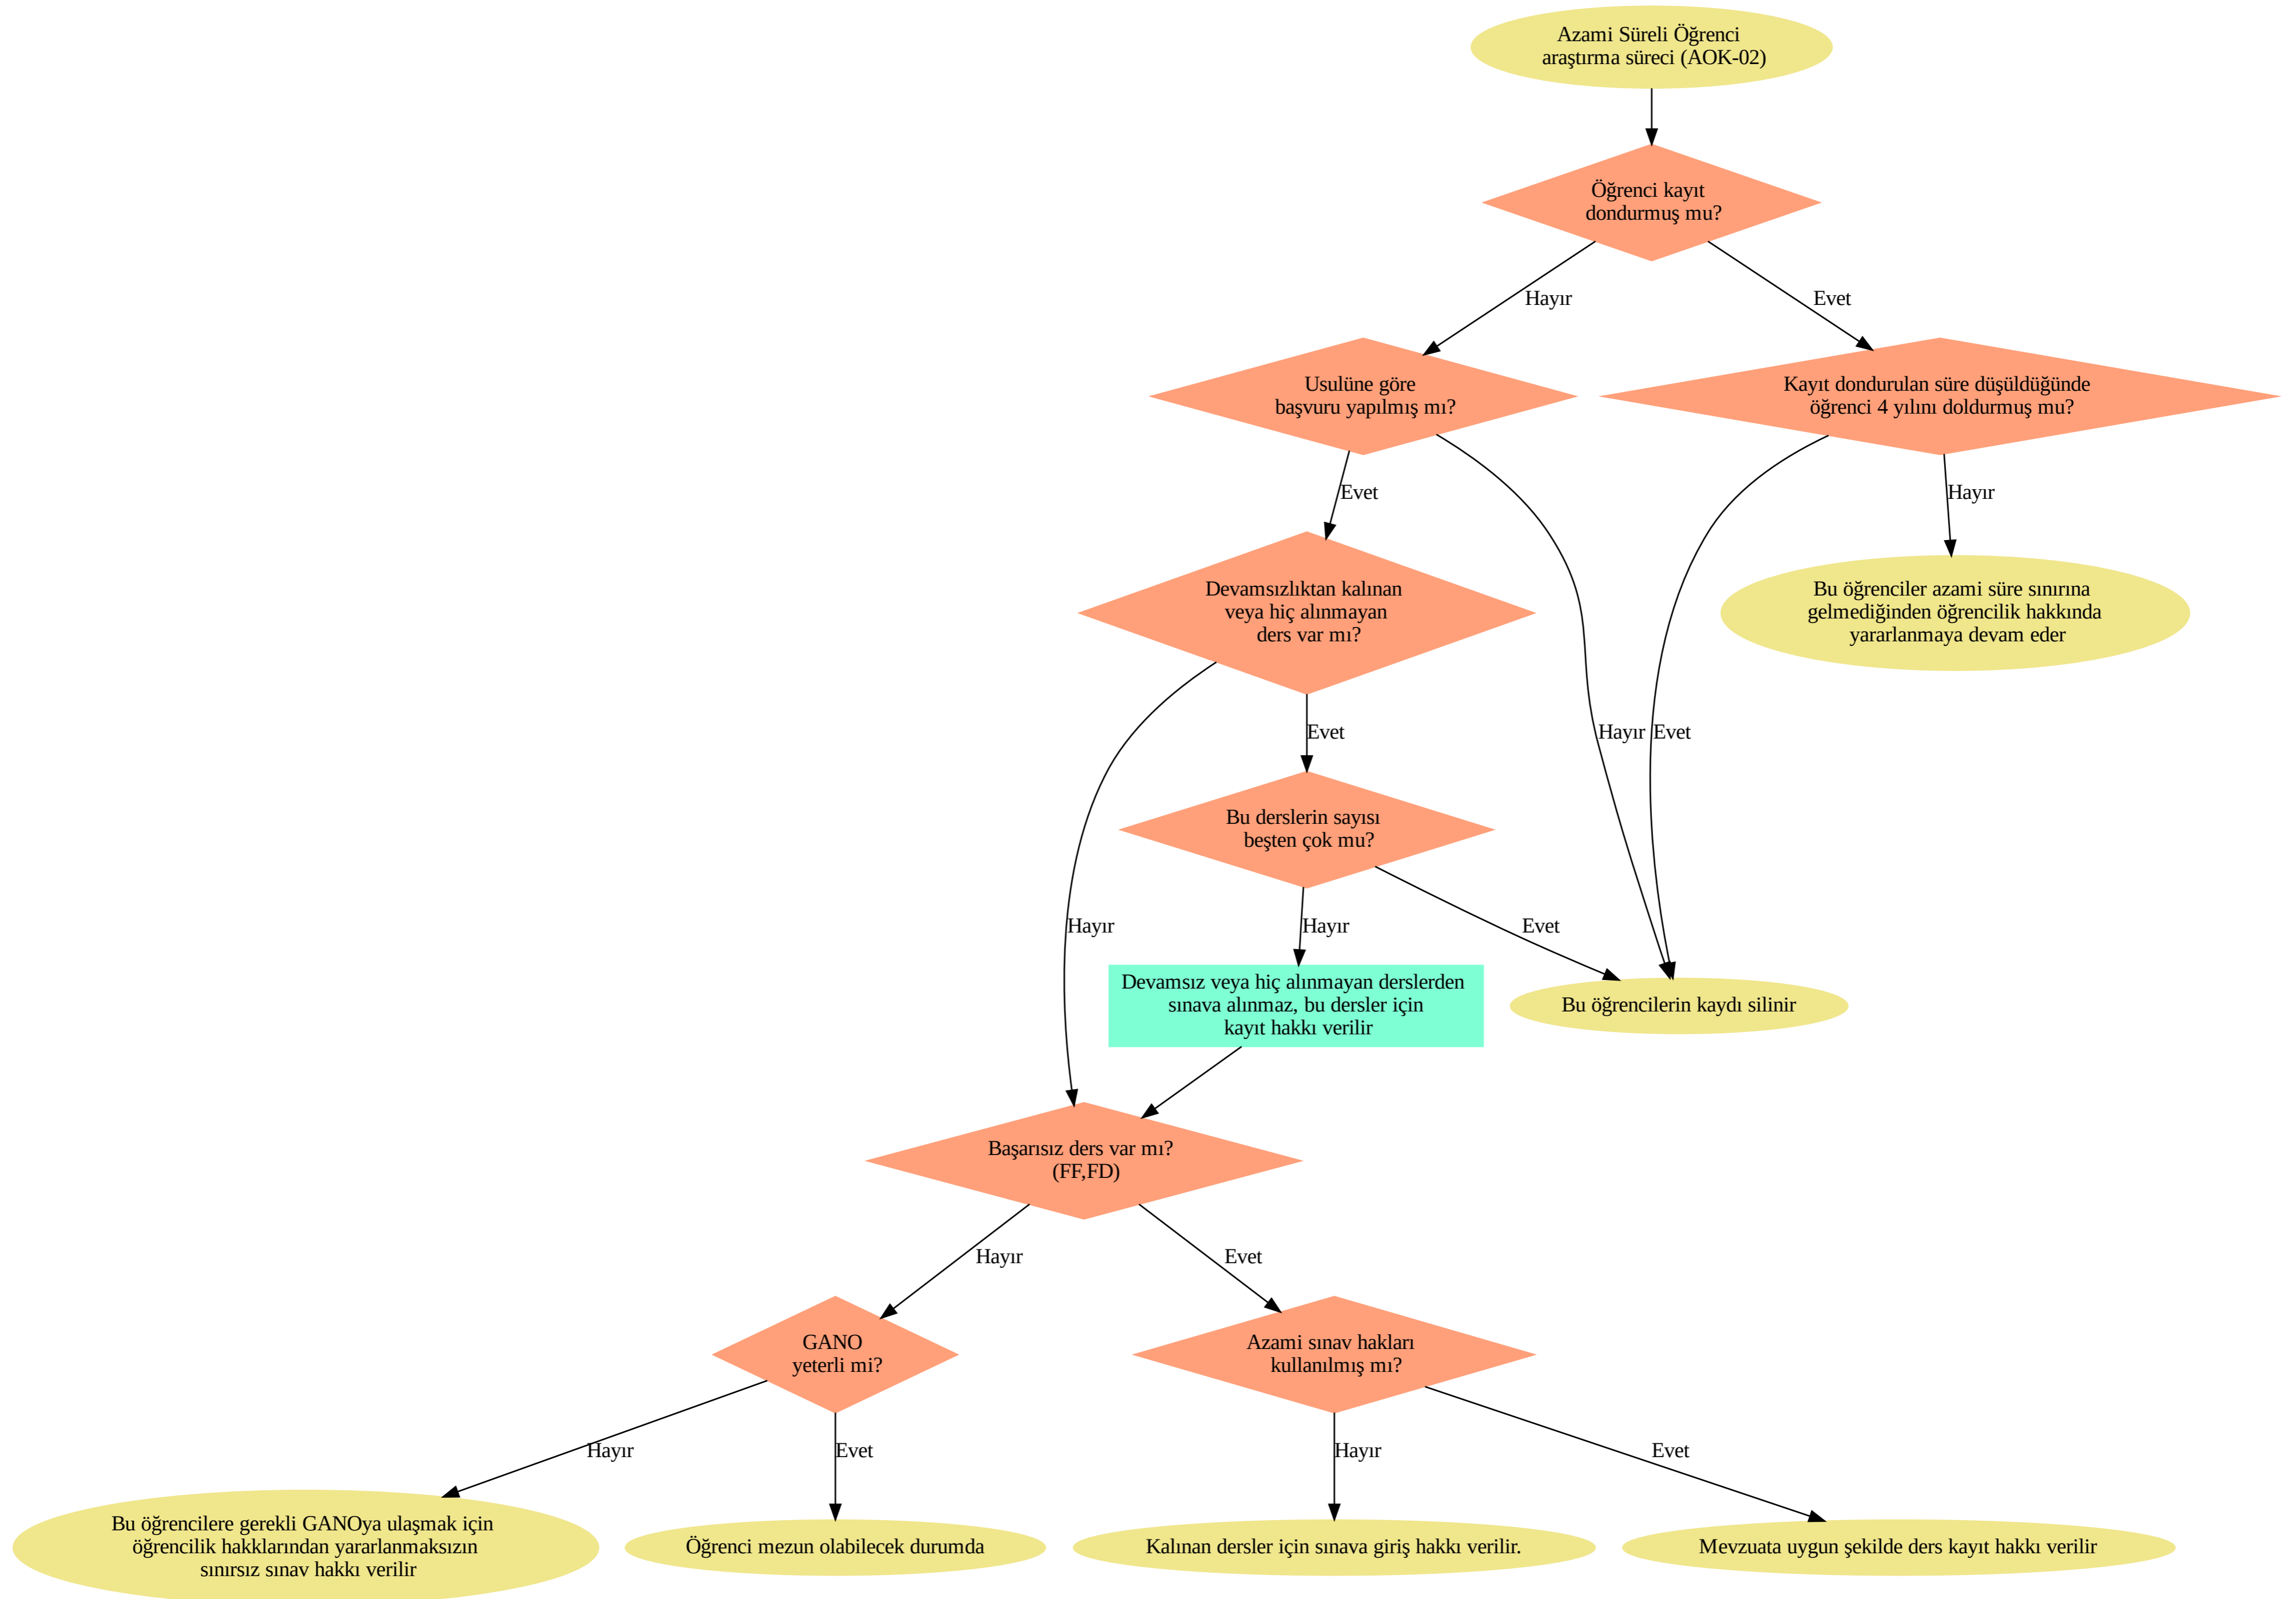 Azami Süreli Öğrenci
araştırma süreci (AOK-02)
Öğrenci kayıt
dondurmuş mu?
Hayır
Evet
Usulüne göre
başvuru yapılmış mı?
Kayıt dondurulan süre düşüldüğünde
öğrenci 4 yılını doldurmuş mu?
Evet
Hayır
Devamsızlıktan kalınan
veya hiç alınmayan
ders var mı?
Bu öğrenciler azami süre sınırına
gelmediğinden öğrencilik hakkında
yararlanmaya devam eder
Evet
Hayır
Evet
Bu derslerin sayısı
beşten çok mu?
Hayır
Hayır
Evet
Devamsız veya hiç alınmayan derslerden
sınava alınmaz, bu dersler için
kayıt hakkı verilir
Bu öğrencilerin kaydı silinir
Başarısız ders var mı?
(FF,FD)
Hayır
Evet
GANO
yeterli mi?
Azami sınav hakları
kullanılmış mı?
Hayır
Evet
Hayır
Evet
Bu öğrencilere gerekli GANOya ulaşmak için
öğrencilik hakklarından yararlanmaksızın
sınırsız sınav hakkı verilir
Öğrenci mezun olabilecek durumda
Kalınan dersler için sınava giriş hakkı verilir.
Mevzuata uygun şekilde ders kayıt hakkı verilir